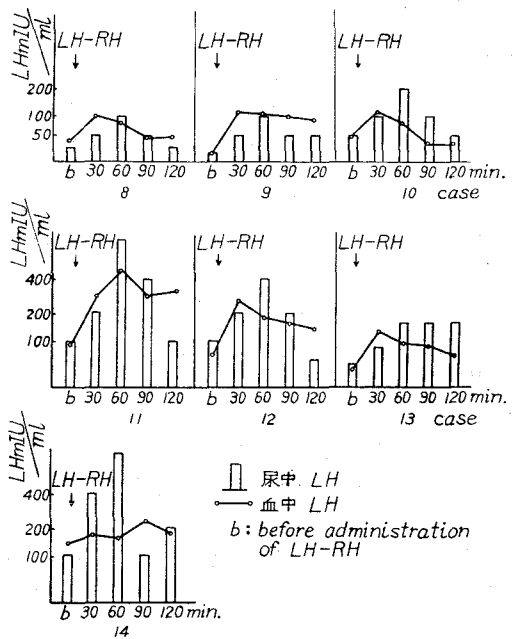 LHmIU/ml
LH-RH LH-RH LH-RH
200
100
50
b 30 60 90 120 b 30 60 90 120 b 30 60 90 120 min.
8 9 10 case
LHmIU/ml
LH-RH LH-RH LH-RH
400
200
100
b 30 60 90 120 b 30 60 90 120 b 30 60 90 120 min.
11 12 13 case
LHmIU/ml
LH-RH
400
200
100
b 30 60 90 120 min.
14
尿中 LH
血中 LH
b: before administration
of LH-RH